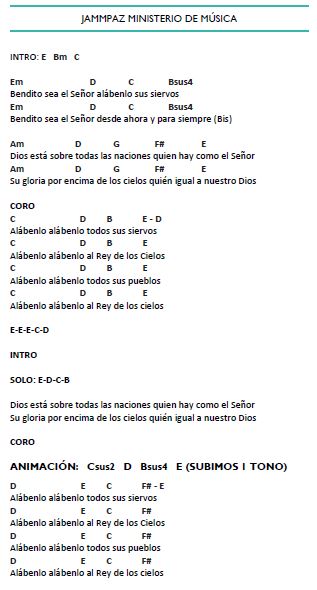 JAMMPAZ MINISTERIO DE MÚSICA
INTRO: E Bm C
Em D C Bsus4
Bendito sea el Señor alábenlo sus siervos
Em D C Bsus4
Bendito sea el Señor desde ahora y para siempre (Bis)
Am D G F# E
Dios está sobre todas las naciones quien hay como el Señor
Am D G F# E
Su gloria por encima de los cielos quién igual a nuestro Dios
CORO
C D B E - D
Alábenlo alábenlo todos sus siervos
C D B E
Alábenlo alábenlo al Rey de los Cielos
C D B E
Alábenlo alábenlo todos sus pueblos
C D B E
Alábenlo alábenlo al Rey de los cielos
E-E-E-C-D
INTRO
SOLO: E-D-C-B
Dios está sobre todas las naciones quien hay como el Señor
Su gloria por encima de los cielos quién igual a nuestro Dios
CORO
ANIMACIÓN: Csus2 D Bsus4 E (SUBIMOS I TONO)
D E C F# - E
Alábenlo alábenlo todos sus siervos
D E C F#
Alábenlo alábenlo al Rey de los Cielos
D E C F#
Alábenlo alábenlo todos sus pueblos
D E C F#
Alábenlo alábenlo al Rey de los cielos